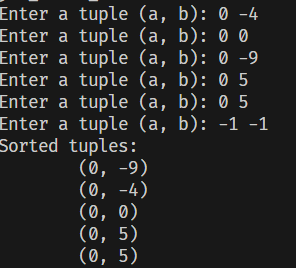 Enter a tuple (a, b): 0 -4
Enter a tuple (a, b): 0 0
Enter a tuple (a, b): 0 -9
Enter a tuple (a, b): 0 5
Enter a tuple (a, b): 0 5
Enter a tuple (a, b): -1 -1
Sorted tuples:
(0, -9)
(0, -4)
(0, 0)
(0, 5)
(0, 5)